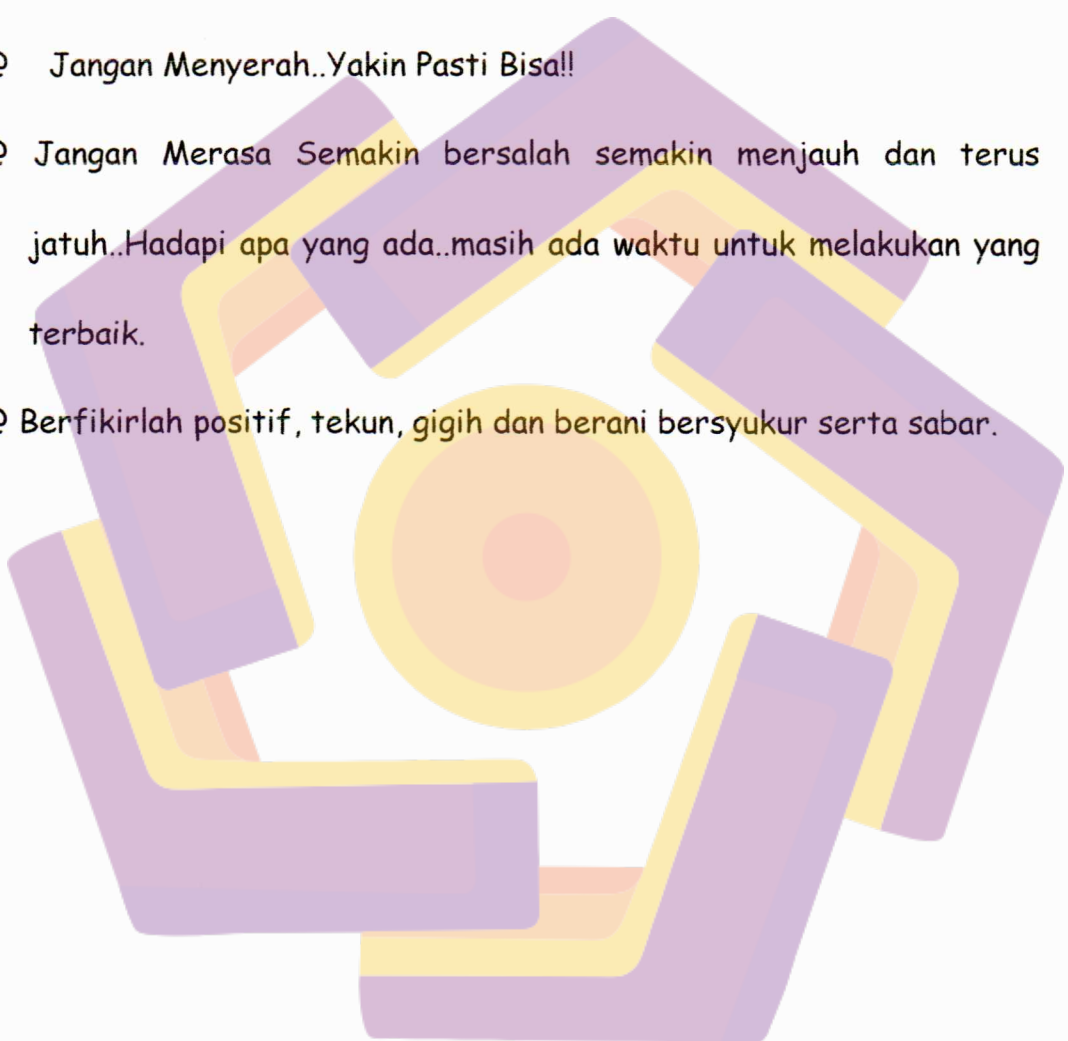 Jangan Menyerah..Yakin Pasti Bisa!!
Jangan Merasa Semakin bersalah semakin menjauh dan terus
jatuh..Hadapi apa yang ada..masih ada waktu untuk melakukan yang
terbaik.
Berfikirlah positif, tekun, gigih dan berani bersyukur serta sabar.